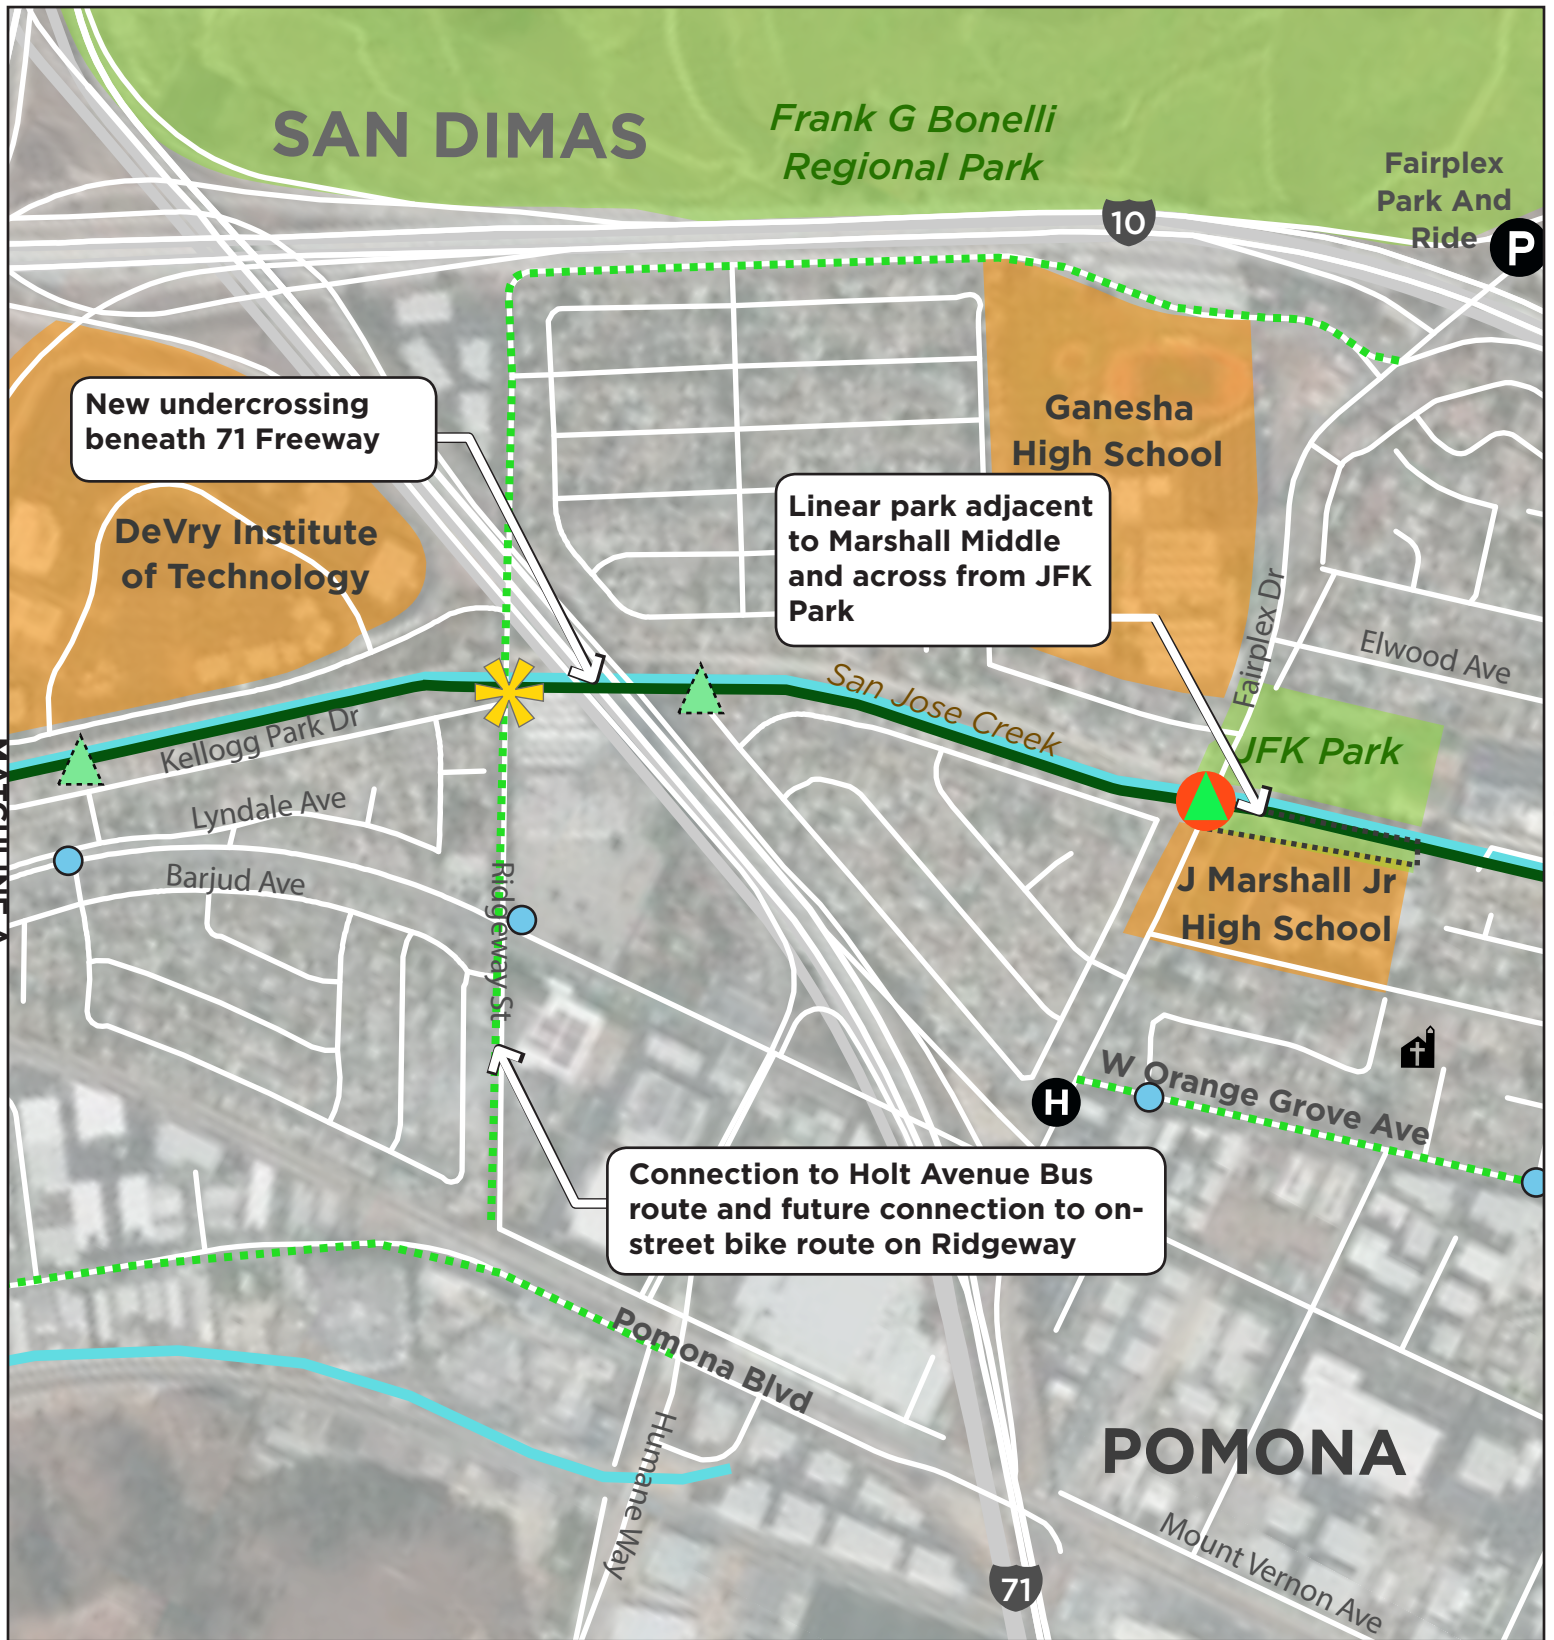 SAN DIMAS
Frank G Bonelli
Regional Park
Fairplex
Park And
Ride
P
10
New undercrossing
beneath 71 Freeway
Ganesha
High School
DeVry Institute
of Technology
Linear park adjacent
to Marshall Middle
and across from JFK
Park
Fairplex Dr
Elwood Ave
San Jose Creek
Kellogg Park Dr
JFK Park
Lyndale Ave
Barjud Ave
Ridgeway St
J Marshall Jr
High School
W Orange Grove Ave
H
Connection to Holt Avenue Bus
route and future connection to on-
street bike route on Ridgeway
Pomona Blvd
Humane Way
POMONA
Mount Vernon Ave
71